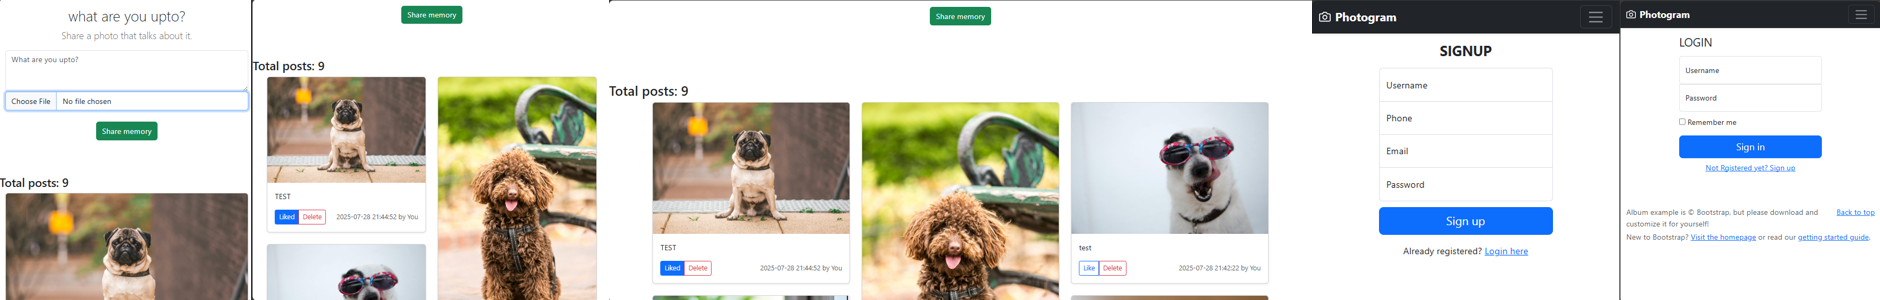 what are you upto?
Share a photo that talks about it.
What are you upto?
Choose File No file chosen
Share memory
Total posts: 9
Share memory
Total posts: 9
TEST
Liked Delete 2025-07-28 21:44:52 by You
Share memory
Total posts: 9
TEST
Liked Delete 2025-07-28 21:44:52 by You
test
Like Delete 2025-07-28 21:42:22 by You
Photogram
SIGNUP
Username
Phone
Email
Password
Sign up
Already registered? Login here
Photogram
LOGIN
Username
Password
Remember me
Sign in
Not Rgistered yet? Sign up
Album example is © Bootstrap, but please download and
customize it for yourself!
Back to top
New to Bootstrap? Visit the homepage or read our getting started guide.